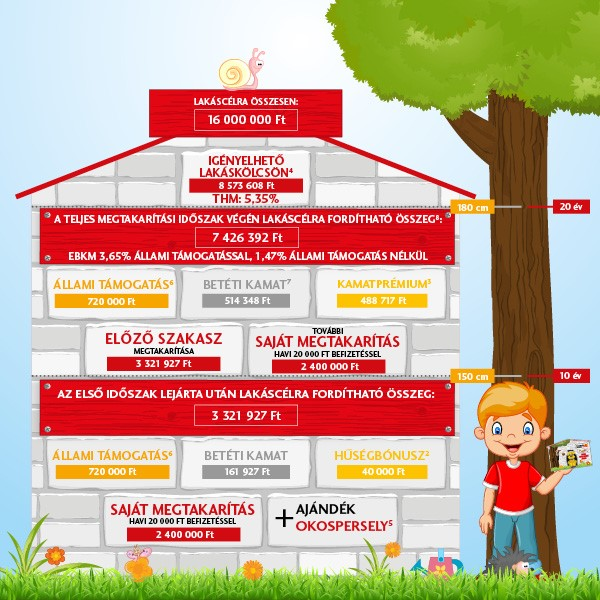 LAKÁSCÉLRA ÖSSZESEN:
16 000 000 Ft
IGÉNYELHETŐ
LAKÁSKÖLCSÖN⁴
8 573 608 Ft
THM: 5,35%
180 cm
20 év
A TELJES MEGTAKARÍTÁSI IDŐSZAK VÉGÉN LAKÁSCÉLRA FORDÍTHATÓ ÖSSZEG⁸:
7 426 392 Ft
EBKM 3,65% ÁLLAMI TÁMOGATÁSSAL, 1,47% ÁLLAMI TÁMOGATÁS NÉLKÜL
ÁLLAMI TÁMOGATÁS⁶
720 000 Ft
BETÉTI KAMAT⁷
514 348 Ft
KAMATPRÉMIUM³
488 717 Ft
ELŐZŐ SZAKASZ
MEGTAKARÍTÁSA
3 321 927 Ft
TOVÁBBI
SAJÁT MEGTAKARÍTÁS
HAVI 20 000 FT BEFIZETÉSSEL
2 400 000 Ft
150 cm
10 év
AZ ELSŐ IDŐSZAK LEJÁRTA UTÁN LAKÁSCÉLRA FORDÍTHATÓ ÖSSZEG:
3 321 927 Ft
ÁLLAMI TÁMOGATÁS⁶
720 000 Ft
BETÉTI KAMAT
161 927 Ft
HŰSÉGBÓNUSZ²
40 000 Ft
SAJÁT MEGTAKARÍTÁS
HAVI 20 000 FT BEFIZETÉSSEL
2 400 000 Ft
+ AJÁNDÉK
OKOSPERSELY⁵